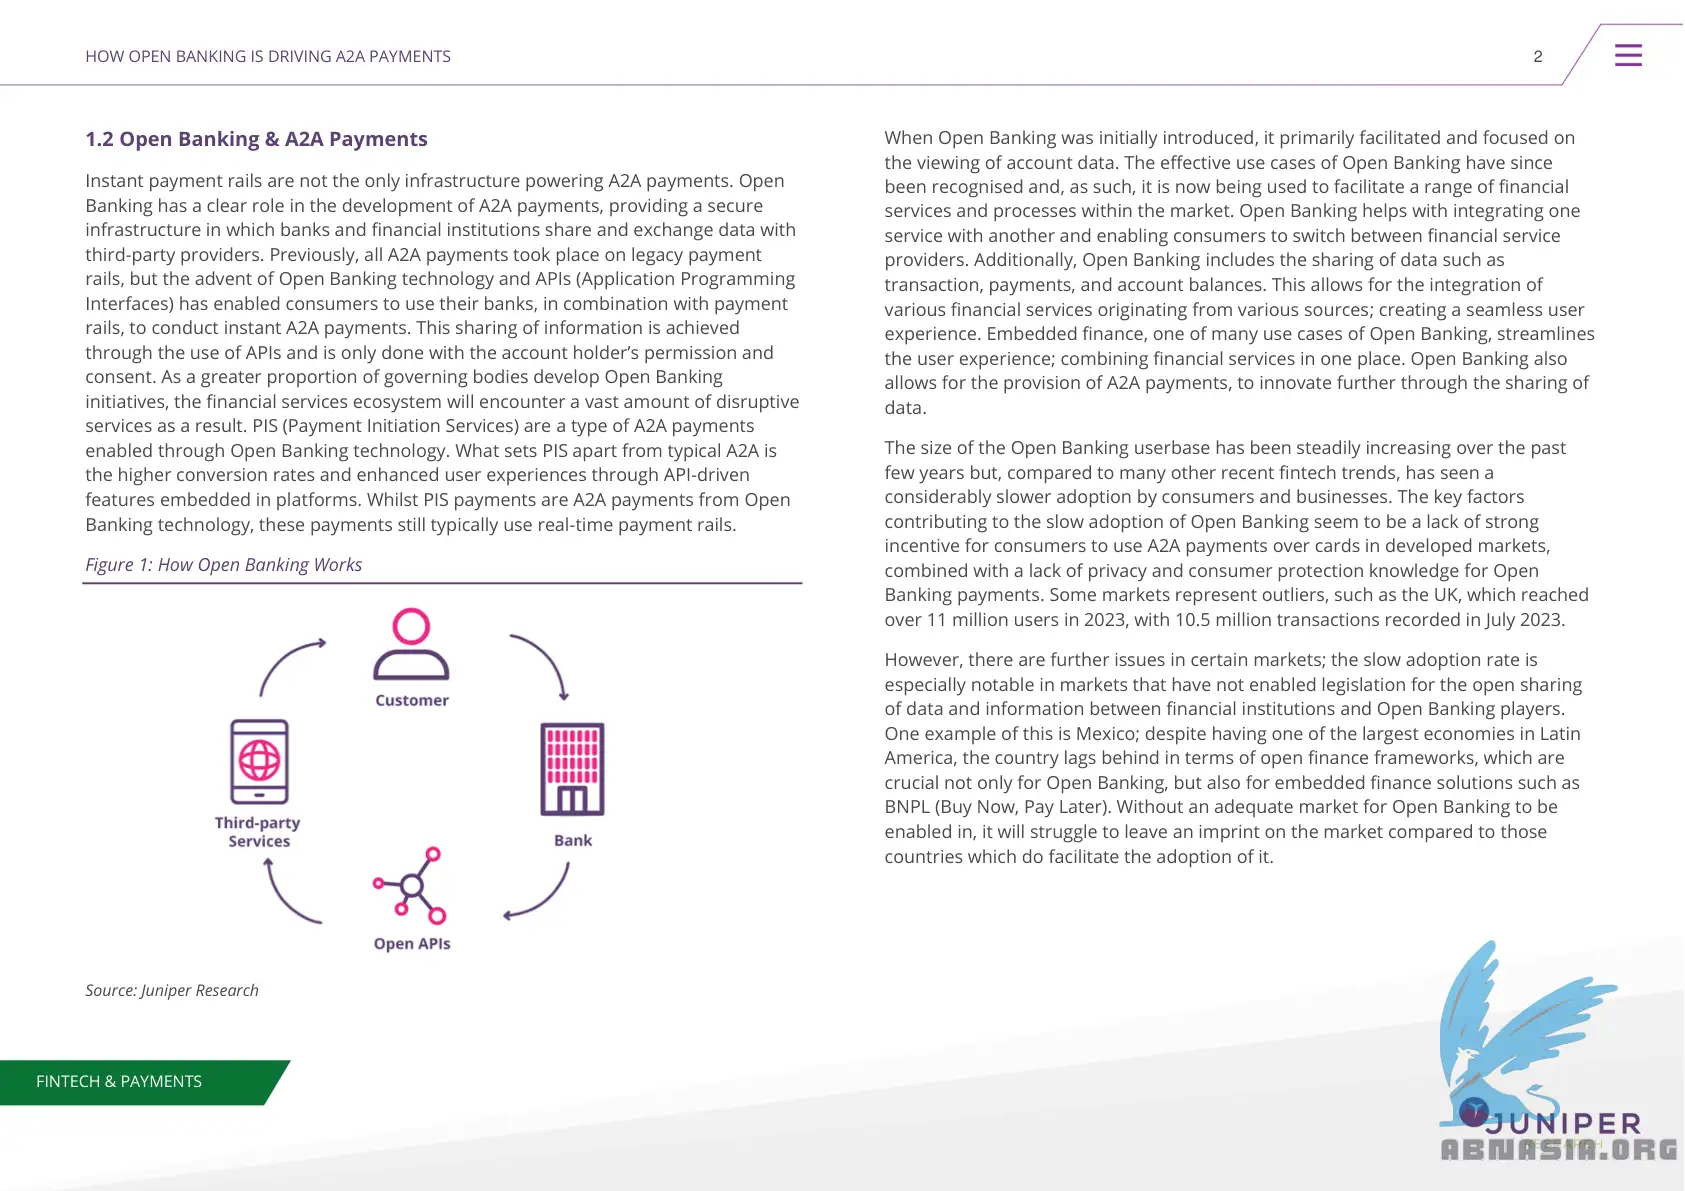 HOW OPEN BANKING IS DRIVING A2A PAYMENTS
2
1.2 Open Banking & A2A Payments
Instant payment rails are not the only infrastructure powering A2A payments. Open
Banking has a clear role in the development of A2A payments, providing a secure
infrastructure in which banks and financial institutions share and exchange data with
third-party providers. Previously, all A2A payments took place on legacy payment
rails, but the advent of Open Banking technology and APIs (Application Programming
Interfaces) has enabled consumers to use their banks, in combination with payment
rails, to conduct instant A2A payments. This sharing of information is achieved
through the use of APIs and is only done with the account holder’s permission and
consent. As a greater proportion of governing bodies develop Open Banking
initiatives, the financial services ecosystem will encounter a vast amount of disruptive
services as a result. PIS (Payment Initiation Services) are a type of A2A payments
enabled through Open Banking technology. What sets PIS apart from typical A2A is
the higher conversion rates and enhanced user experiences through API-driven
features embedded in platforms. Whilst PIS payments are A2A payments from Open
Banking technology, these payments still typically use real-time payment rails.
Figure 1: How Open Banking Works
Customer
Third-party
Services
Bank
Open APIs
Source: Juniper Research
When Open Banking was initially introduced, it primarily facilitated and focused on
the viewing of account data. The effective use cases of Open Banking have since
been recognised and, as such, it is now being used to facilitate a range of financial
services and processes within the market. Open Banking helps with integrating one
service with another and enabling consumers to switch between financial service
providers. Additionally, Open Banking includes the sharing of data such as
transaction, payments, and account balances. This allows for the integration of
various financial services originating from various sources; creating a seamless user
experience. Embedded finance, one of many use cases of Open Banking, streamlines
the user experience; combining financial services in one place. Open Banking also
allows for the provision of A2A payments, to innovate further through the sharing of
data.
The size of the Open Banking userbase has been steadily increasing over the past
few years but, compared to many other recent fintech trends, has seen a
considerably slower adoption by consumers and businesses. The key factors
contributing to the slow adoption of Open Banking seem to be a lack of strong
incentive for consumers to use A2A payments over cards in developed markets,
combined with a lack of privacy and consumer protection knowledge for Open
Banking payments. Some markets represent outliers, such as the UK, which reached
over 11 million users in 2023, with 10.5 million transactions recorded in July 2023.
However, there are further issues in certain markets; the slow adoption rate is
especially notable in markets that have not enabled legislation for the open sharing
of data and information between financial institutions and Open Banking players.
One example of this is Mexico; despite having one of the largest economies in Latin
America, the country lags behind in terms of open finance frameworks, which are
crucial not only for Open Banking, but also for embedded finance solutions such as
BNPL (Buy Now, Pay Later). Without an adequate market for Open Banking to be
enabled in, it will struggle to leave an imprint on the market compared to those
countries which do facilitate the adoption of it.
FINTECH & PAYMENTS
JUNIPER
ABNASIA.ORG